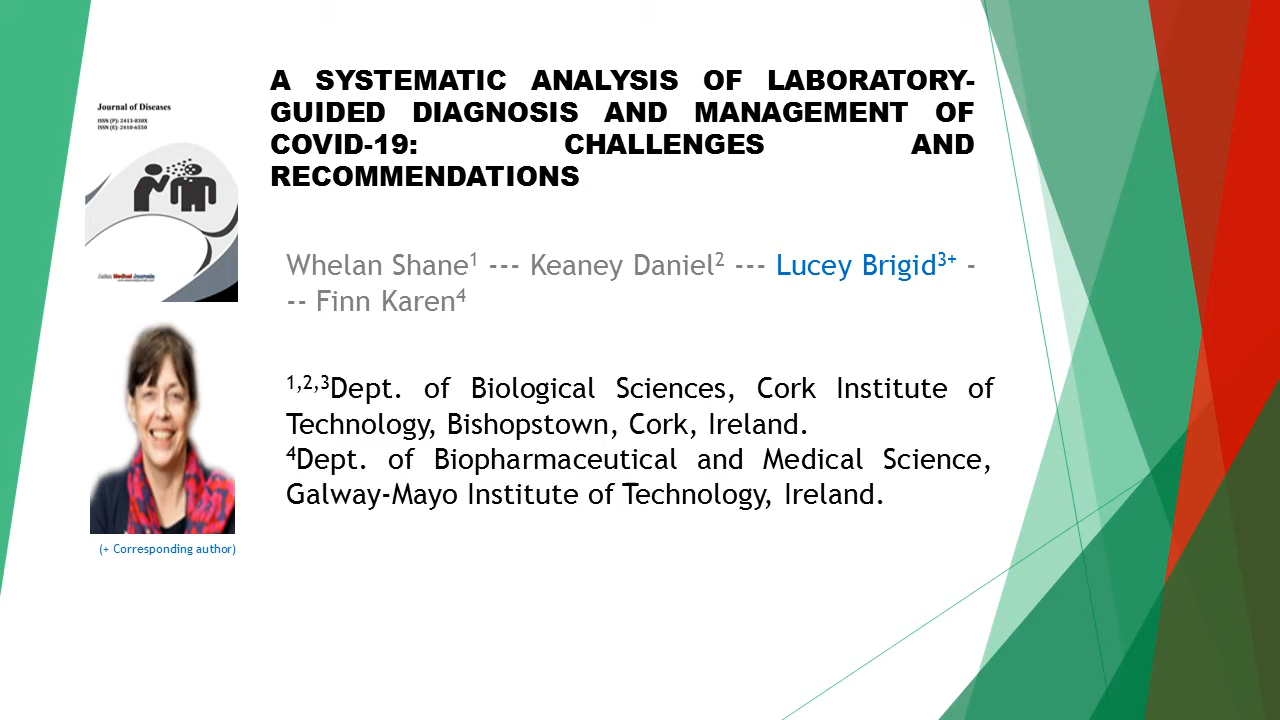 A SYSTEMATIC ANALYSIS OF LABORATORY-
GUIDED DIAGNOSIS AND MANAGEMENT OF
COVID-19: CHALLENGES AND
RECOMMENDATIONS
Journal of Diseases
ISSN (P): 2413-838X
ISSN (E): 2410-6550
Asian Medical Journals
Whelan Shane1 --- Keaney Daniel2 --- Lucey Brigid3+ -
-- Finn Karen4
1,2,3Dept. of Biological Sciences, Cork Institute of
Technology, Bishopstown, Cork, Ireland.
4Dept. of Biopharmaceutical and Medical Science,
Galway-Mayo Institute of Technology, Ireland.
(+ Corresponding author)